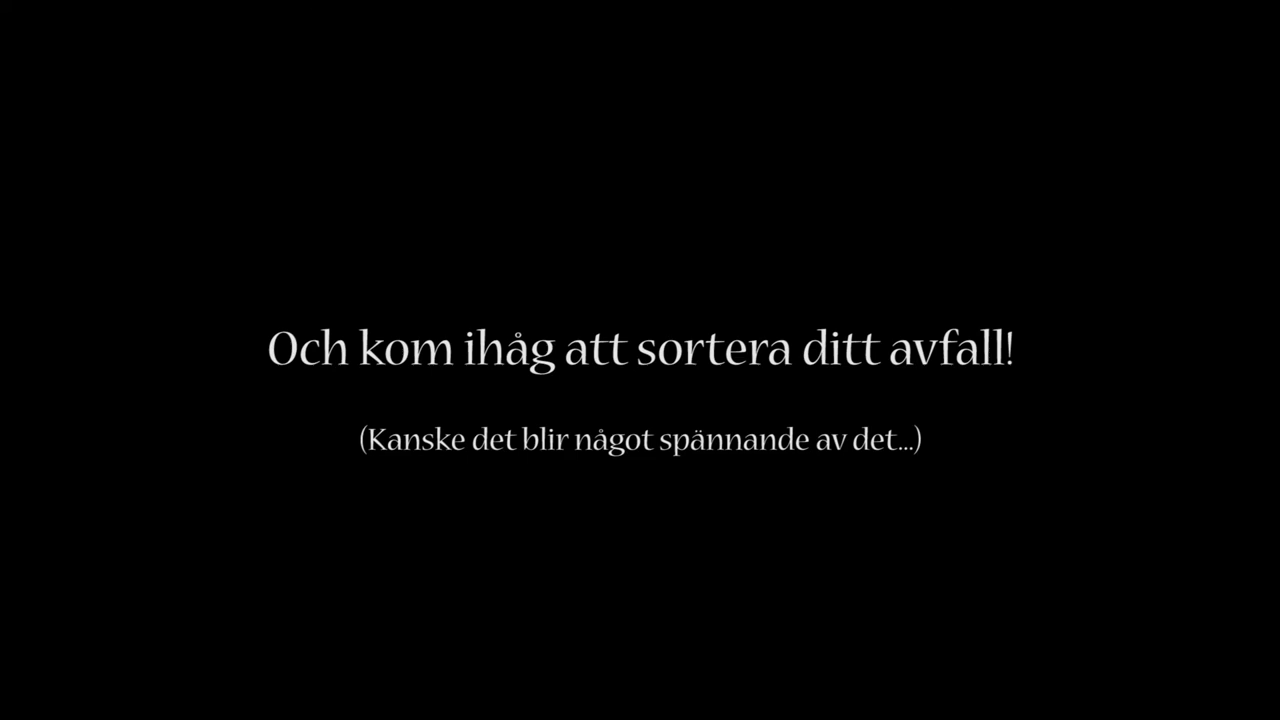 Och kom ihåg att sortera ditt avfall!
(Kanske det blir något spännande av det...)